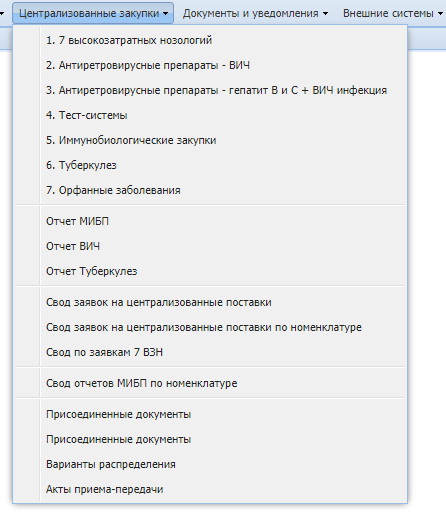 Централизованные закупки Документы и уведомления Внешние системы
1. 7 высокозатратных нозологий
2. Антиретровирусные препараты - ВИЧ
3. Антиретровирусные препараты - гепатит В и С + ВИЧ инфекция
4. Тест-системы
5. Иммунобиологические закупки
6. Туберкулез
7. Орфанные заболевания
Отчет МИБП
Отчет ВИЧ
Отчет Туберкулез
Свод заявок на централизованные поставки
Свод заявок на централизованные поставки по номенклатуре
Свод по заявкам 7 ВЗН
Свод отчетов МИБП по номенклатуре
Присоединенные документы
Присоединенные документы
Варианты распределения
Акты приема-передачи